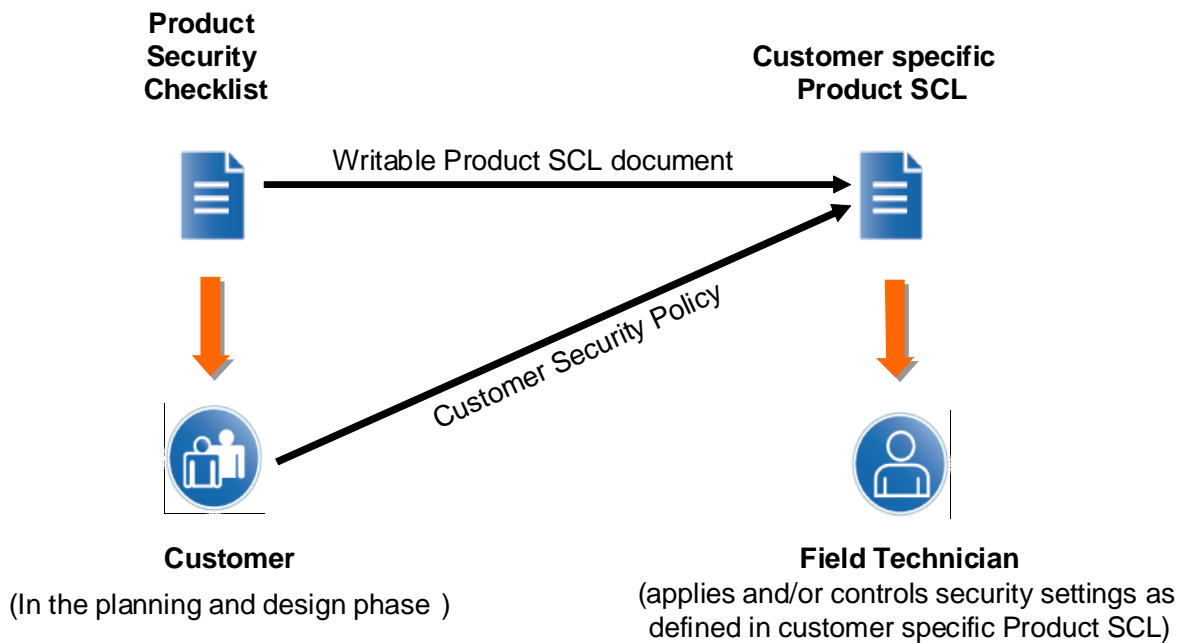 Product
Security
Checklist
Customer specific
Product SCL
Writable Product SCL document
Customer Security Policy
Customer
(In the planning and design phase )
Field Technician
(applies and/or controls security settings as
defined in customer specific Product SCL)